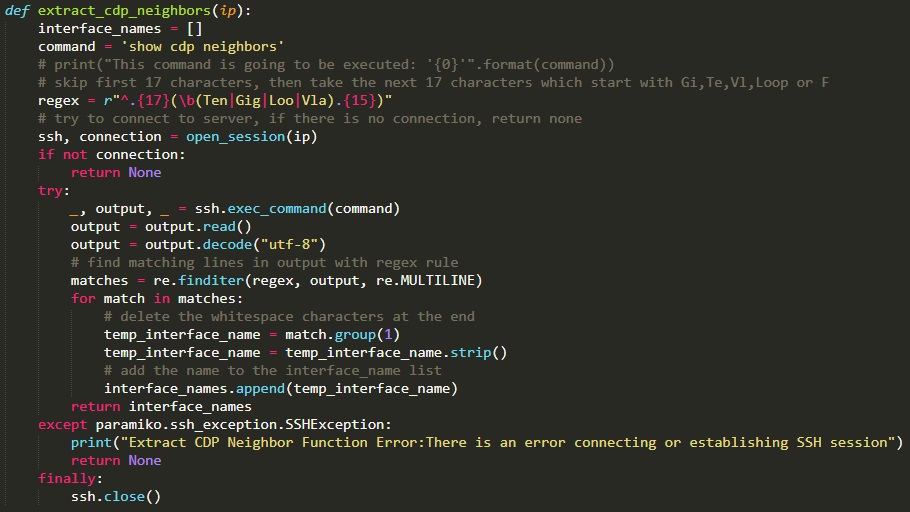 def extract_cdp_neighbors(ip):
    interface_names = []
    command = 'show cdp neighbors'
    # print("This command is going to be executed: '{0}'".format(command))
    # skip first 17 characters, then take the next 17 characters which start with Gi,Te,Vl,Loop or F
    regex = r"^.{17}(\b(Ten|Gig|Loo|Vla).{15})"
    # try to connect to server, if there is no connection, return none
    ssh, connection = open_session(ip)
    if not connection:
        return None
    try:
        _, output, _ = ssh.exec_command(command)
        output = output.read()
        output = output.decode("utf-8")
        # find matching lines in output with regex rule
        matches = re.finditer(regex, output, re.MULTILINE)
        for match in matches:
            # delete the whitespace characters at the end
            temp_interface_name = match.group(1)
            temp_interface_name = temp_interface_name.strip()
            # add the name to the interface_name list
            interface_names.append(temp_interface_name)
        return interface_names
    except paramiko.ssh_exception.SSHException:
        print("Extract CDP Neighbor Function Error:There is an error connecting or establishing SSH session")
        return None
    finally:
        ssh.close()